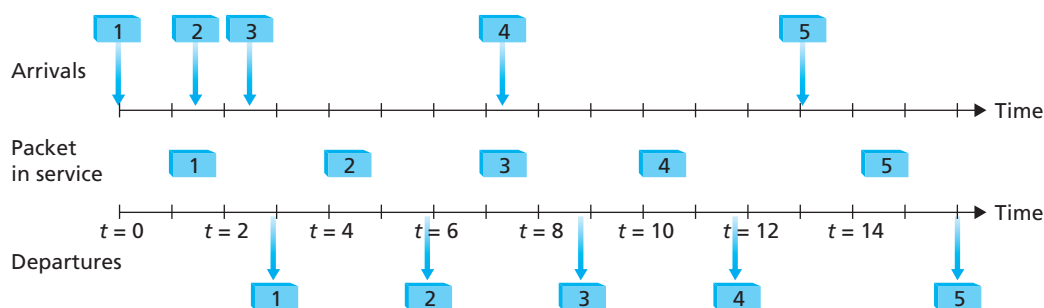 1 2 3 4 5
Arrivals
Time
Packet
in service
1 2 3 4 5
Time
t = 0 t = 2 t = 4 t = 6 t = 8 t = 10 t = 12 t = 14
Departures
1 2 3 4 5